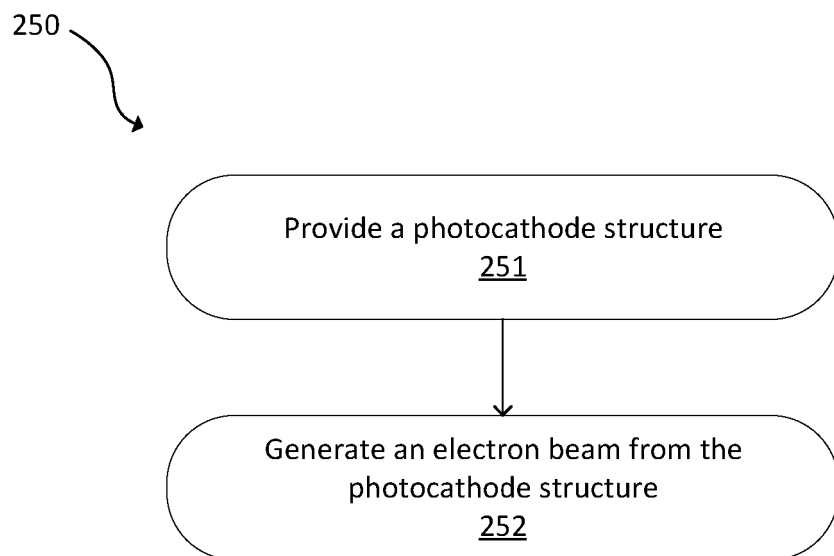 250
Provide a photocathode structure
251
Generate an electron beam from the
photocathode structure
252